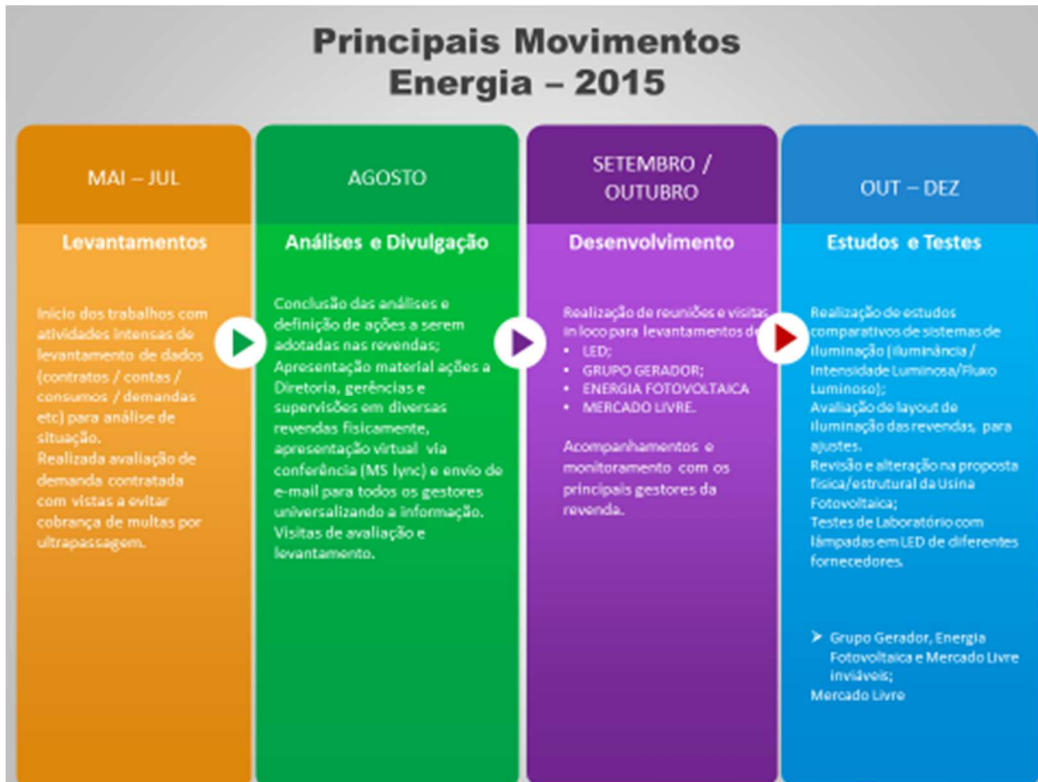 Principais Movimentos
Energia – 2015
MAI – JUL
Levantamentos
Início dos trabalhos com
atividades intensas de
levantamento de dados
(contratos / contas /
consumos / demandas
etc) para análise de
situação.
Realizada avaliação de
demanda contratada
com vistas a evitar
cobrança de multas por
ultrapassagem.
AGOSTO
Análises e Divulgação
Conclusão das análises e
definição de ações a serem
adotadas nas revendas;
Apresentação material ações a
Diretoria, gerências e
supervisões em diversas
revendas fisicamente,
apresentação virtual via
conferência (MS lync) e envio de
e-mail para todos os gestores
universalizando a informação.
Visitas de avaliação e
levantamento.
SETEMBRO /
OUTUBRO
Desenvolvimento
Realização de reuniões e visitas
in loco para levantamentos de
• LED;
• GRUPO GERADOR;
• ENERGIA FOTOVOLTAICA
• MERCADO LIVRE.
Acompanhamentos e
monitoramento com os
principais gestores da
revenda.
OUT – DEZ
Estudos e Testes
Realização de estudos
comparativos de sistemas de
iluminação (iluminância /
Intensidade Luminosa/Fluxo
Luminoso);
Avaliação de layout de
iluminação das revendas, para
ajustes.
Revisão e alteração na proposta
física/estrutural da Usina
Fotovoltaica;
Testes de Laboratório com
lâmpadas em LED de diferentes
fornecedores.
➢ Grupo Gerador, Energia
Fotovoltaica e Mercado Livre
inviáveis;
Mercado Livre